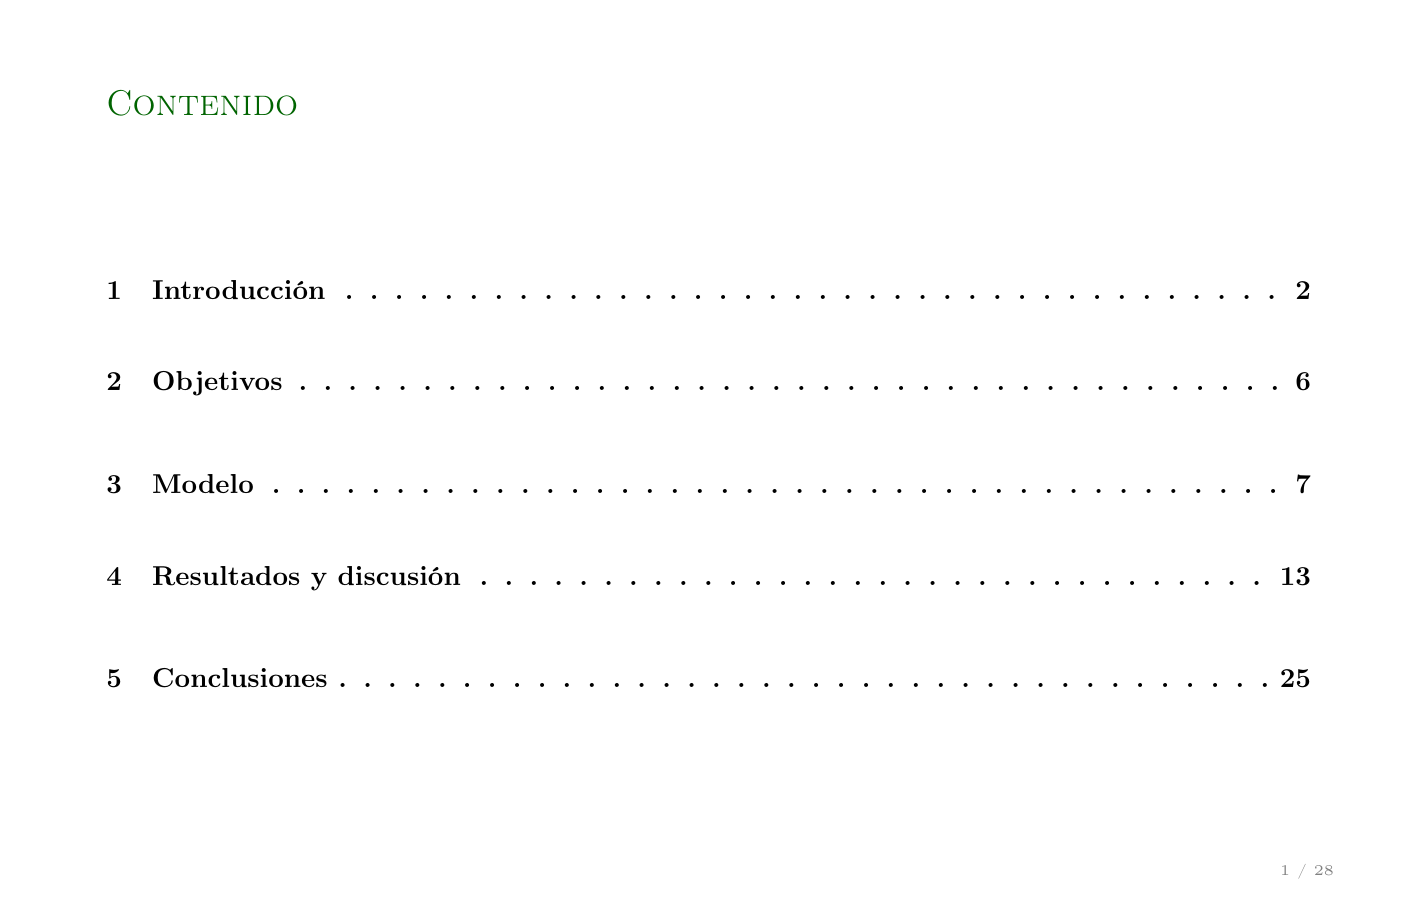 Contenido
1 Introducción . . . . . . . . . . . . . . . . . . . . . . . . . . . . . . . . . . . . . . 2
2 Objetivos . . . . . . . . . . . . . . . . . . . . . . . . . . . . . . . . . . . . . . . . 6
3 Modelo . . . . . . . . . . . . . . . . . . . . . . . . . . . . . . . . . . . . . . . . . 7
4 Resultados y discusión . . . . . . . . . . . . . . . . . . . . . . . . . . . . . . . . 13
5 Conclusiones . . . . . . . . . . . . . . . . . . . . . . . . . . . . . . . . . . . . . . 25
1 / 28